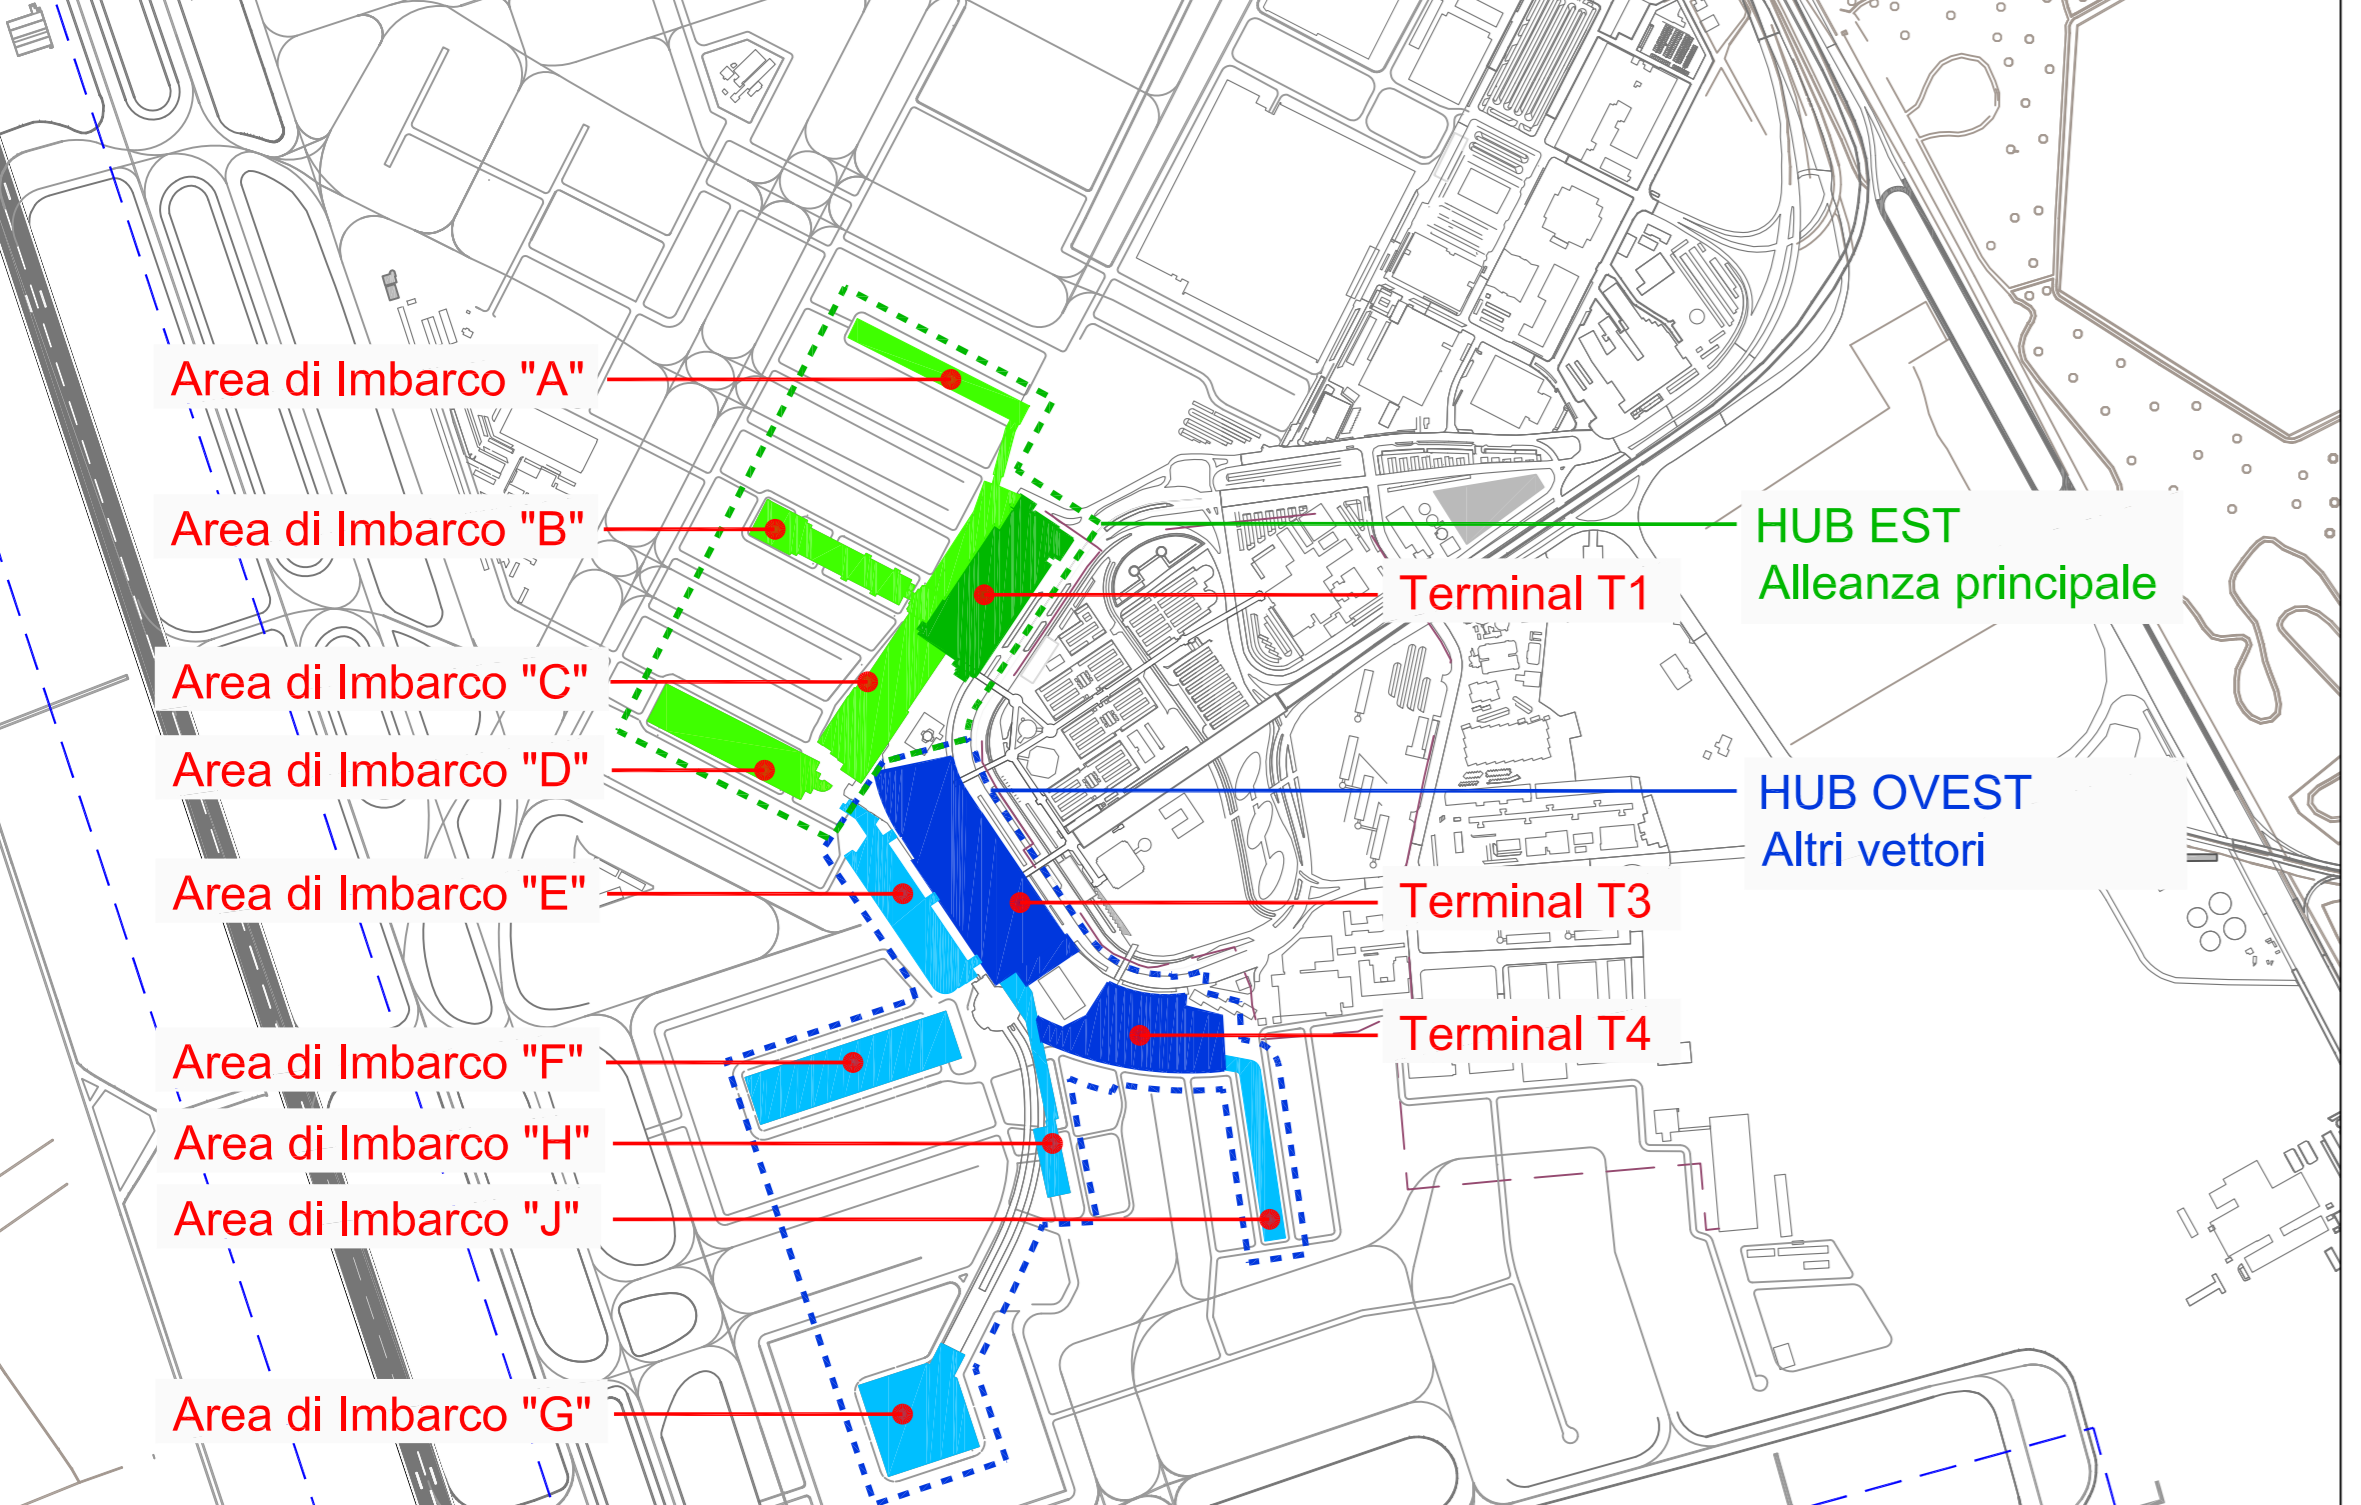 Area di Imbarco "A"
Area di Imbarco "B"
Area di Imbarco "C"
Area di Imbarco "D"
Area di Imbarco "E"
Area di Imbarco "F"
Area di Imbarco "H"
Area di Imbarco "J"
Area di Imbarco "G"
HUB EST
Alleanza principale
Terminal T1
HUB OVEST
Altri vettori
Terminal T3
Terminal T4